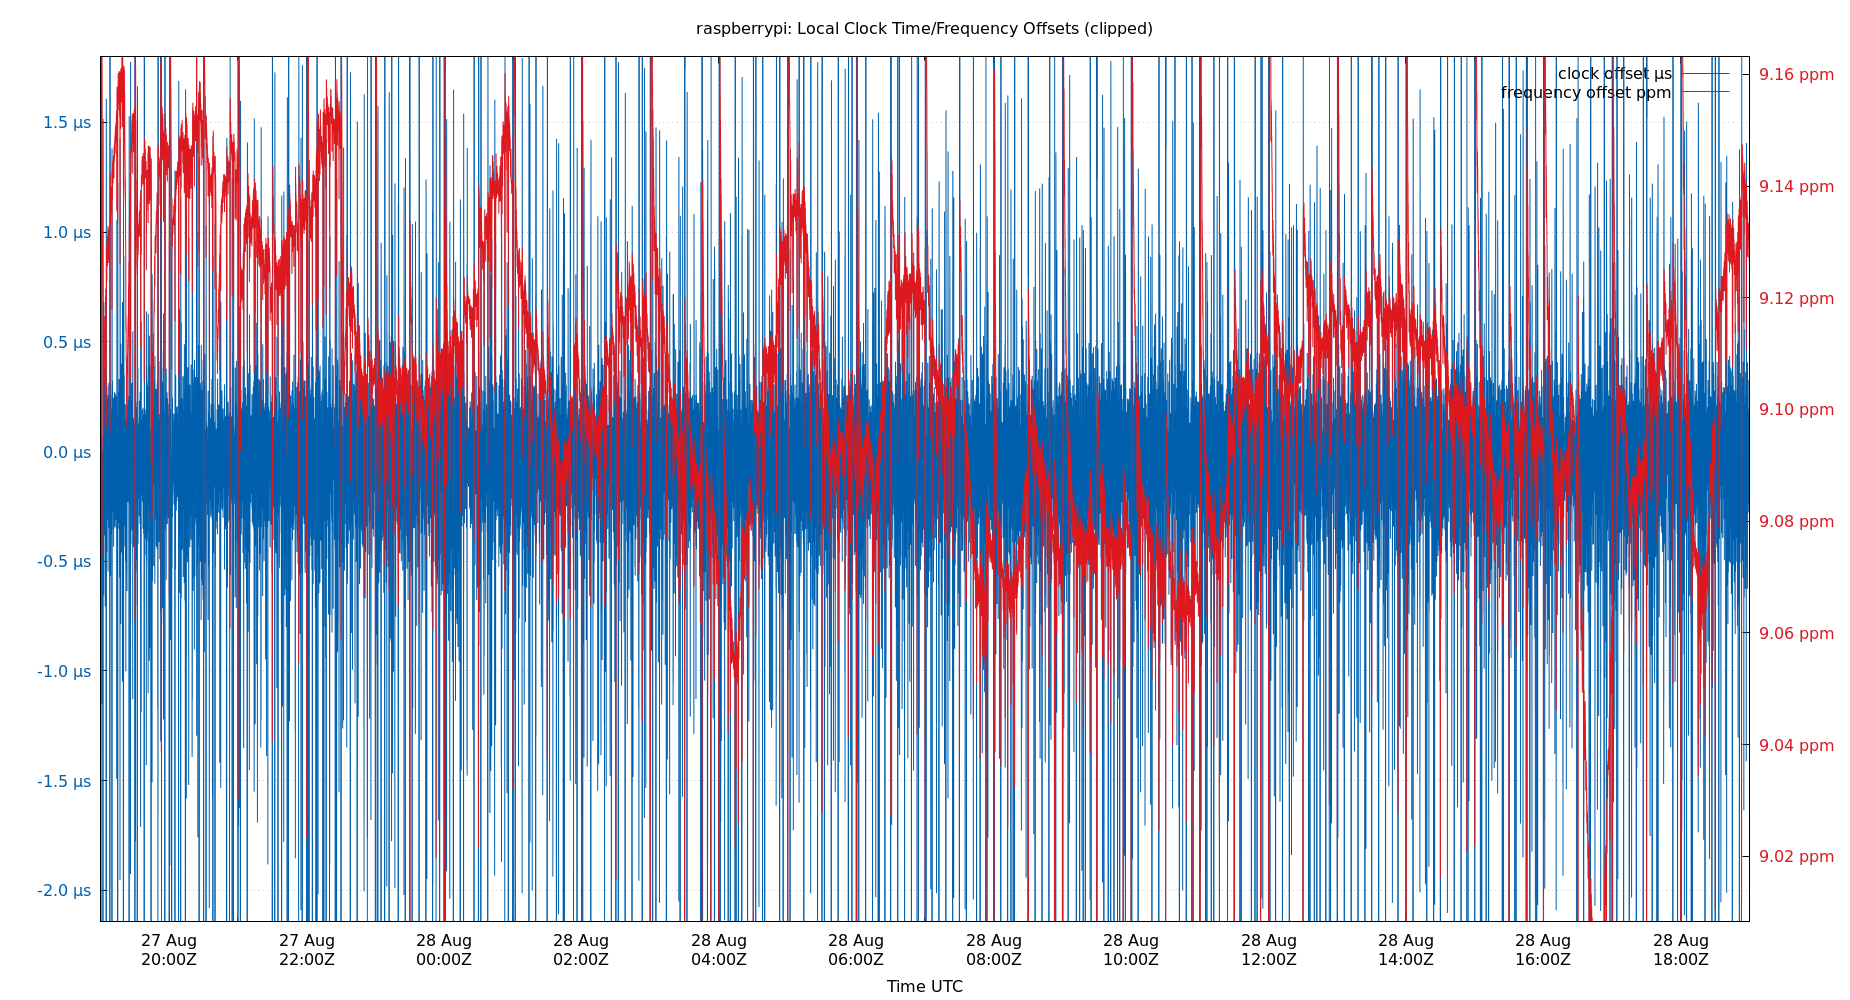 raspberrypi: Local Clock Time/Frequency Offsets (clipped)
clock offset µs
frequency offset ppm
1.5 µs
1.0 µs
0.5 µs
0.0 µs
-0.5 µs
-1.0 µs
-1.5 µs
-2.0 µs
9.16 ppm
9.14 ppm
9.12 ppm
9.10 ppm
9.08 ppm
9.06 ppm
9.04 ppm
9.02 ppm
27 Aug 27 Aug 28 Aug 28 Aug 28 Aug 28 Aug 28 Aug 28 Aug 28 Aug 28 Aug 28 Aug 28 Aug
20:00Z 22:00Z 00:00Z 02:00Z 04:00Z 06:00Z 08:00Z 10:00Z 12:00Z 14:00Z 16:00Z 18:00Z
Time UTC